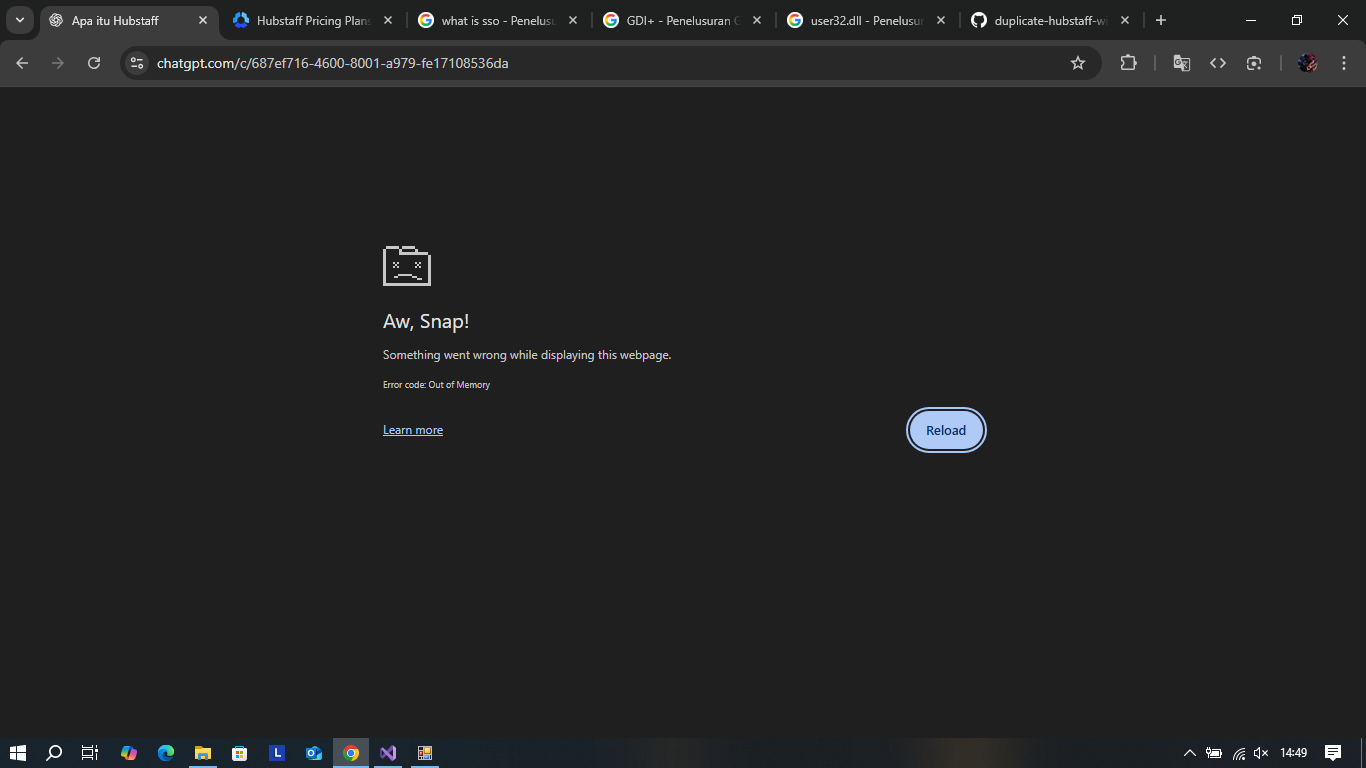 Apa itu Hubstaff
Hubstaff Pricing Plans
what is sso - Penelusu
GDI+ - Penelusuran G
user32.dll - Penelusur
duplicate-hubstaff-wi
chatgpt.com/c/687ef716-4600-8001-a979-fe17108536da
Aw, Snap!
Something went wrong while displaying this webpage.
Error code: Out of Memory
Learn more
Reload
L
14:49